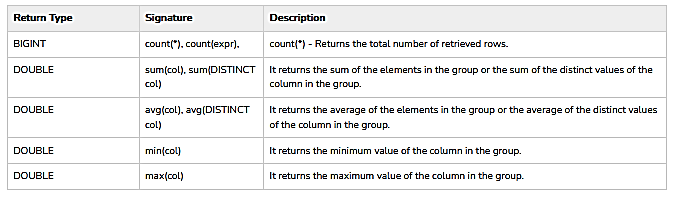 Return Type Signature Description
BIGINT count(*), count(expr), count(*) - Returns the total number of retrieved rows.
DOUBLE sum(col), sum(DISTINCT It returns the sum of the elements in the group or the sum of the distinct values of the
col) column in the group.
DOUBLE avg(col), avg(DISTINCT It returns the average of the elements in the group or the average of the distinct values
col) of the column in the group.
DOUBLE min(col) It returns the minimum value of the column in the group.
DOUBLE max(col) It returns the maximum value of the column in the group.